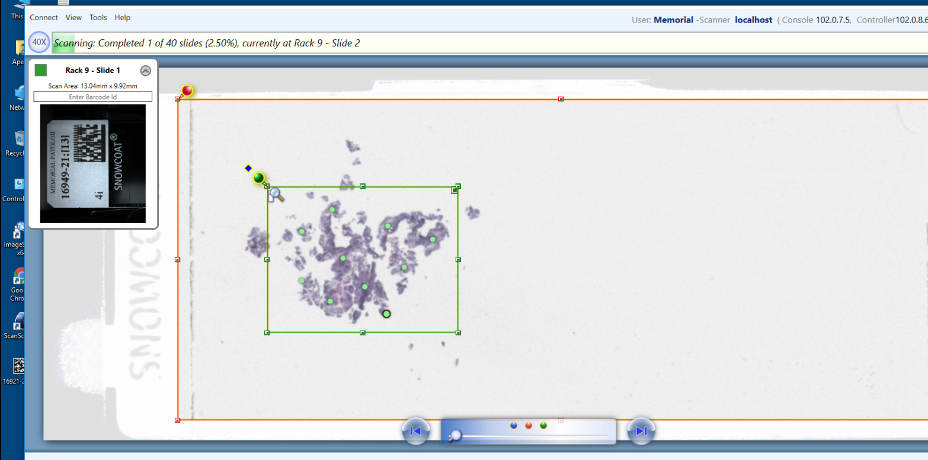 This
Connect View Tools Help
User: Memorial -Scanner localhost ( Console 102.0.7.5, Controller102.0.8.6
40X Scanning: Completed 1 of 40 slides (2.50%), currently at Rack 9 - Slide 2
Ape
Rack 9 - Slide 1
Scan Area: 13.04mm x 9.92mm
Enter Barcode Id
Netw
MEMORIAL PATOLOJI
16949-21:[13]
4i
SNOWCOAT®
Recycl
Control
ImageS
x6
Goo
Chro
ScanSc
16921-
SNOWCO